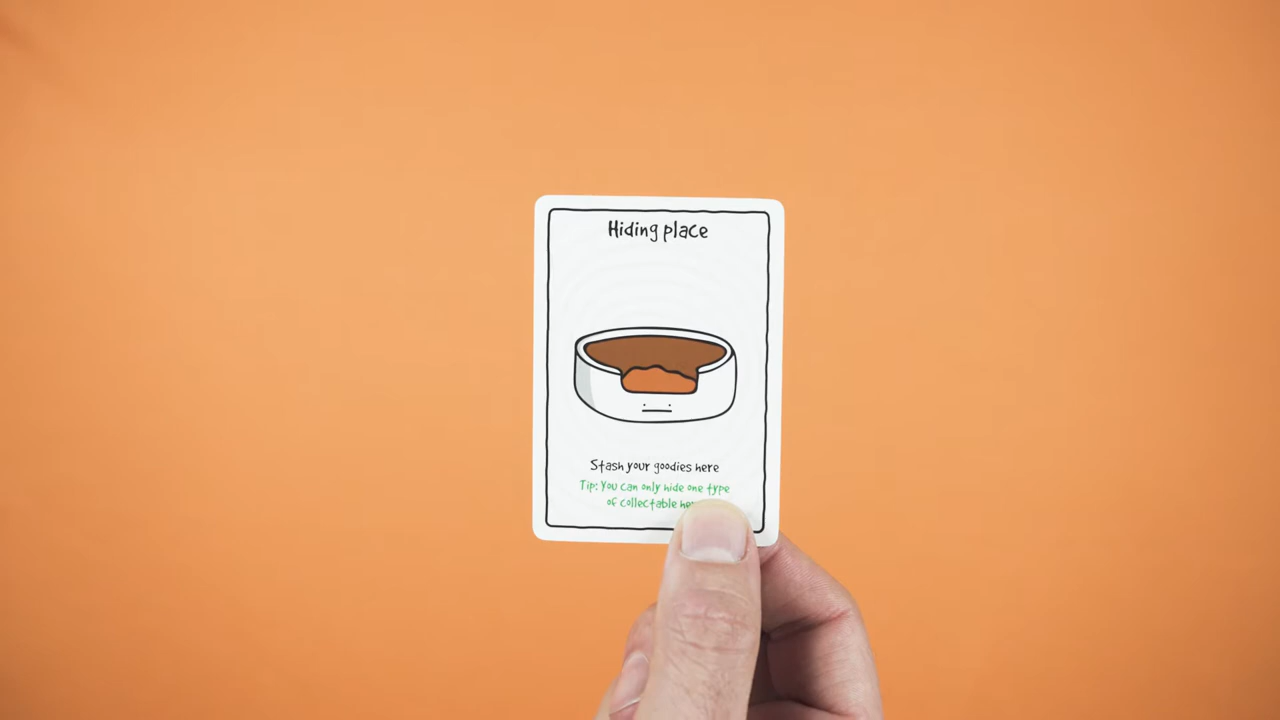 Hiding place
Stash your goodies here
Tip: You can only hide one type
of collectable